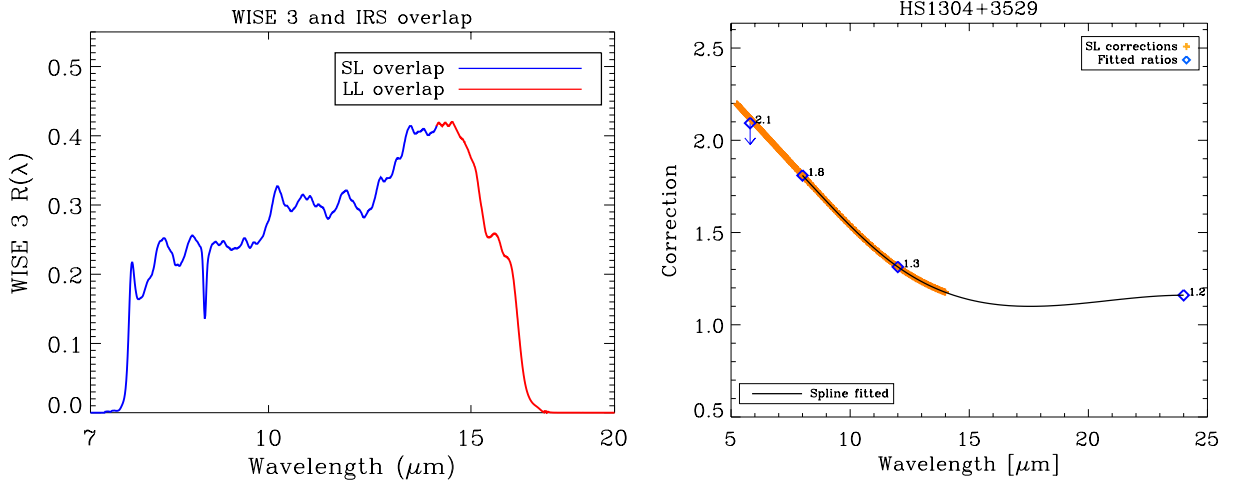 WISE 3 and IRS overlap
SL overlap
LL overlap
WISE 3 R(λ)
0.5
0.4
0.3
0.2
0.1
0.0
7
10
15
20
Wavelength (μm)
HS1304+3529
SL corrections
Fitted ratios
Correction
2.5
2.0
1.5
1.0
0.5
2.1
1.8
1.3
1.2
Spline fitted
5
10
15
20
25
Wavelength [μm]